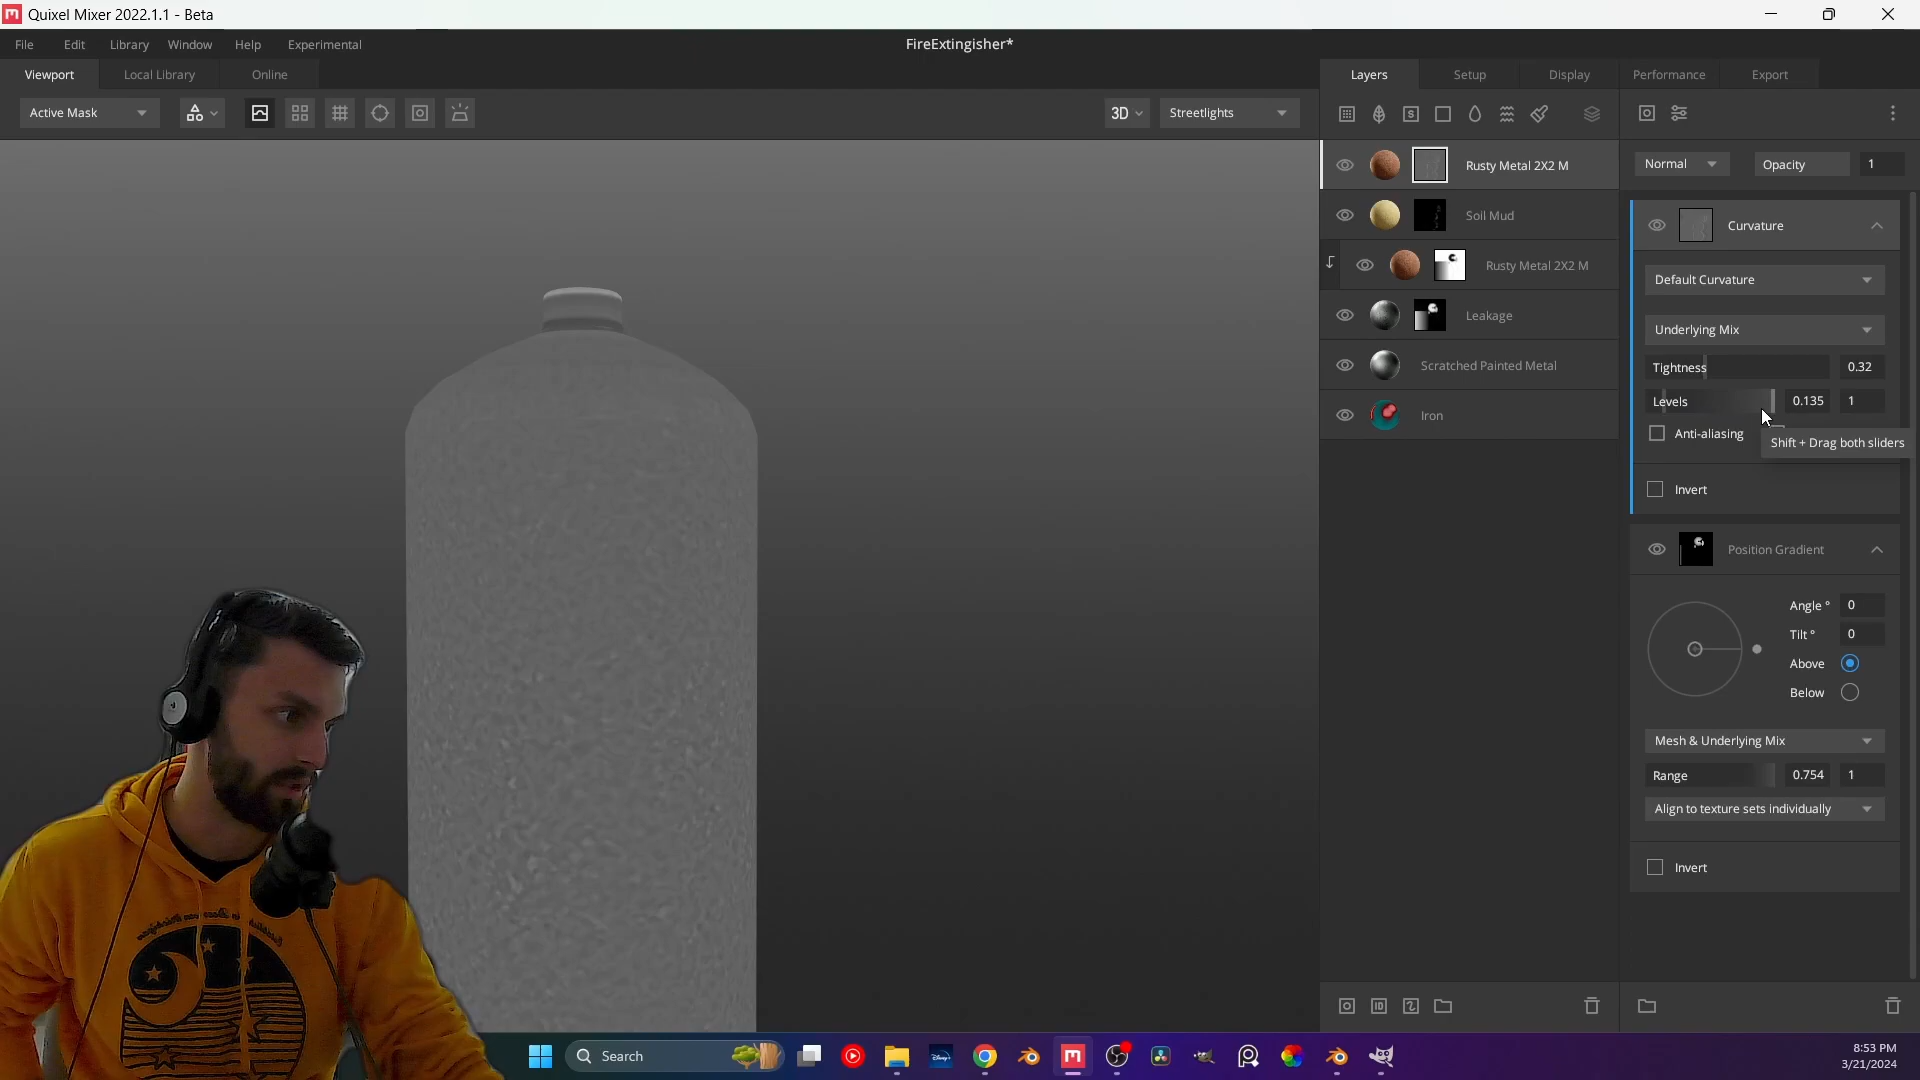 Quixel Mixer 2022.1.1 - Beta
File Edit Library Window Help Experimental
FireExtingisher*
Viewport Local Library Online
Layers Setup Display Performance Export
Active Mask
3D
Streetlights
Rusty Metal 2X2 M
Soil Mud
Rusty Metal 2X2 M
Leakage
Scratched Painted Metal
Iron
Normal
Opacity 1
Curvature
Default Curvature
Underlying Mix
Tightness 0.32
Levels 0.135 1
Anti-aliasing
Shift + Drag both sliders
Invert
Position Gradient
Angle ° 0
Tilt ° 0
Above
Below
Mesh & Underlying Mix
Range 0.754 1
Align to texture sets individually
Invert
Search
Disney+
8:53 PM
3/21/2024